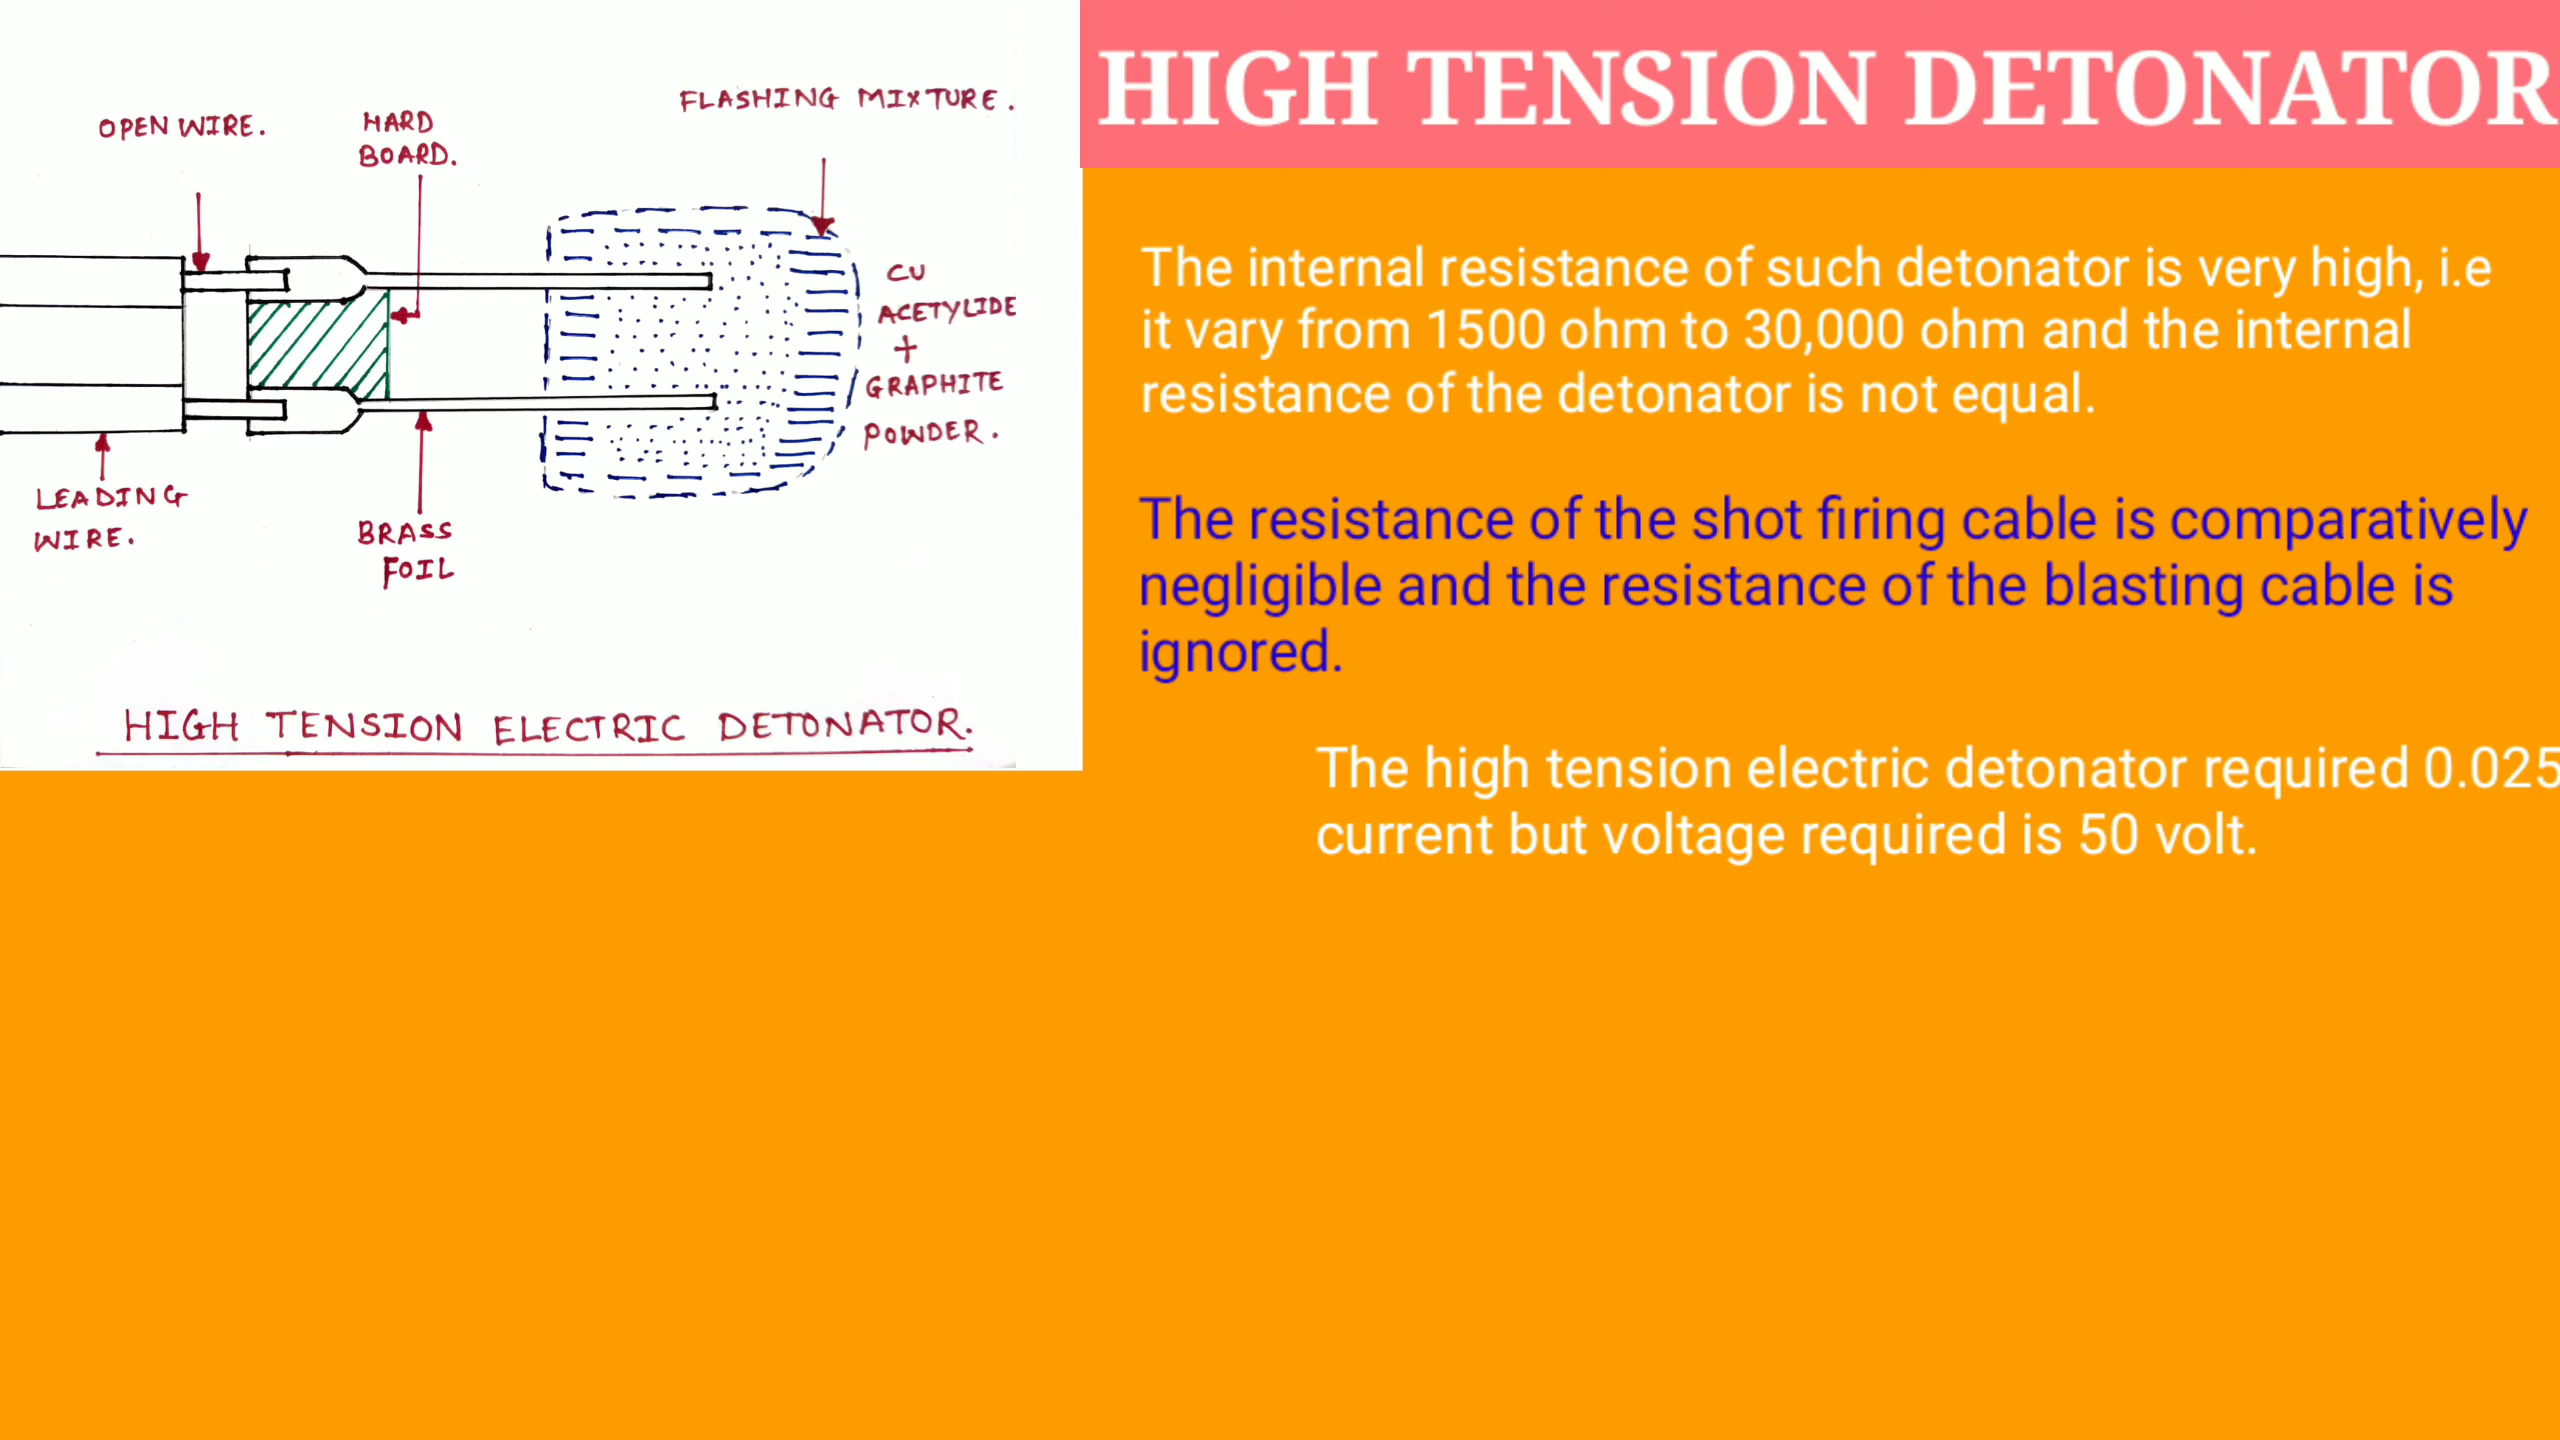 OPEN WIRE.
HARD
BOARD.
FLASHING MIXTURE.
CU
ACETYLIDE
+
GRAPHITE
POWDER.
LEADING
WIRE.
BRASS
FOIL
HIGH TENSION ELECTRIC DETONATOR.
HIGH TENSION DETONATOR
The internal resistance of such detonator is very high, i.e
it vary from 1500 ohm to 30,000 ohm and the internal
resistance of the detonator is not equal.
The resistance of the shot firing cable is comparatively
negligible and the resistance of the blasting cable is
ignored.
The high tension electric detonator required 0.025
current but voltage required is 50 volt.